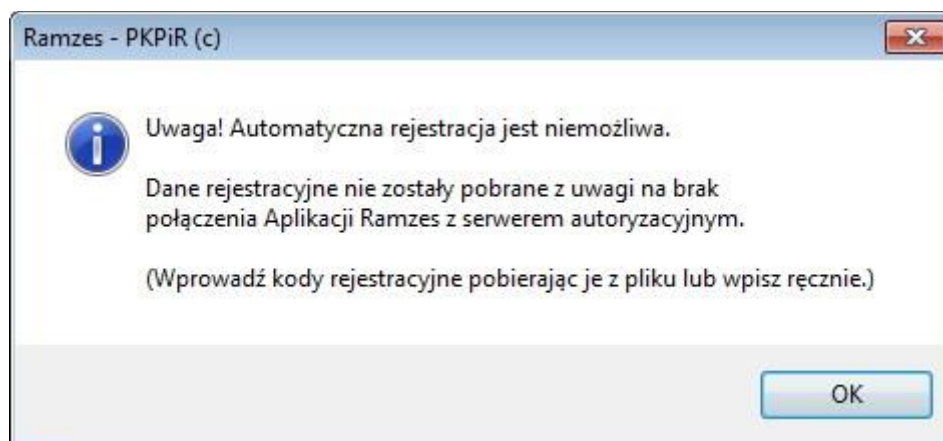 Ramzes - PKPiR (c)
Uwaga! Automatyczna rejestracja jest niemożliwa.
Dane rejestracyjne nie zostały pobrane z uwagi na brak
połączenia Aplikacji Ramzes z serwerem autoryzacyjnym.
(Wprowadź kody rejestracyjne pobierając je z pliku lub wpisz ręcznie.)
OK